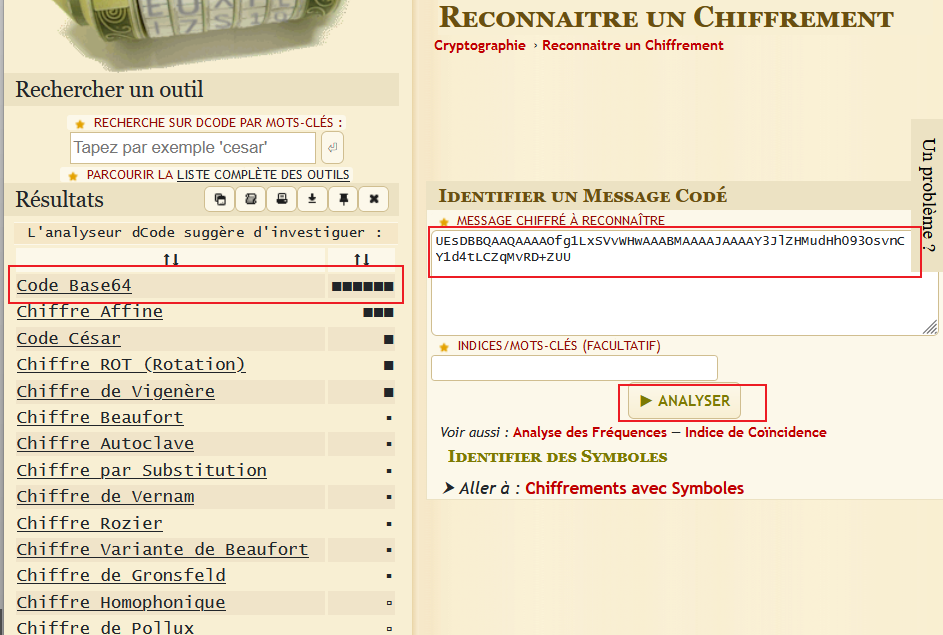 Rechercher un outil
★ RECHERCHE SUR DCODE PAR MOTS-CLÉS :
Tapez par exemple 'cesar'
★ PARCOURIR LA LISTE COMPLÈTE DES OUTILS
Résultats
L'analyseur dCode suggère d'investiguer :
↑↓ ↑↓
Code Base64 ■■■■■■
Chiffre Affine ■■■
Code César ■
Chiffre ROT (Rotation) ■
Chiffre de Vigenère ■
Chiffre Beaufort ▪
Chiffre Autoclave ▪
Chiffre par Substitution ▪
Chiffre de Vernam ▪
Chiffre Rozier ▪
Chiffre Variante de Beaufort ▪
Chiffre de Gronsfeld ▪
Chiffre Homophonique ▫
Chiffre de Pollux ▫
Reconnaitre un Chiffrement
Cryptographie › Reconnaitre un Chiffrement
Identifier un Message Codé
★ MESSAGE CHIFFRÉ À RECONNAÎTRE
UEsDBBQAAQAAAAOfg1LxSVvWHwAAABMAAAAJAAAAY3JlZHMudHh093OsvnC
Y1d4tLCZqMvRD+ZUU
★ INDICES/MOTS-CLÉS (FACULTATIF)
► ANALYSER
Voir aussi : Analyse des Fréquences — Indice de Coïncidence
Identifier des Symboles
➤ Aller à : Chiffrements avec Symboles
Un problème ?